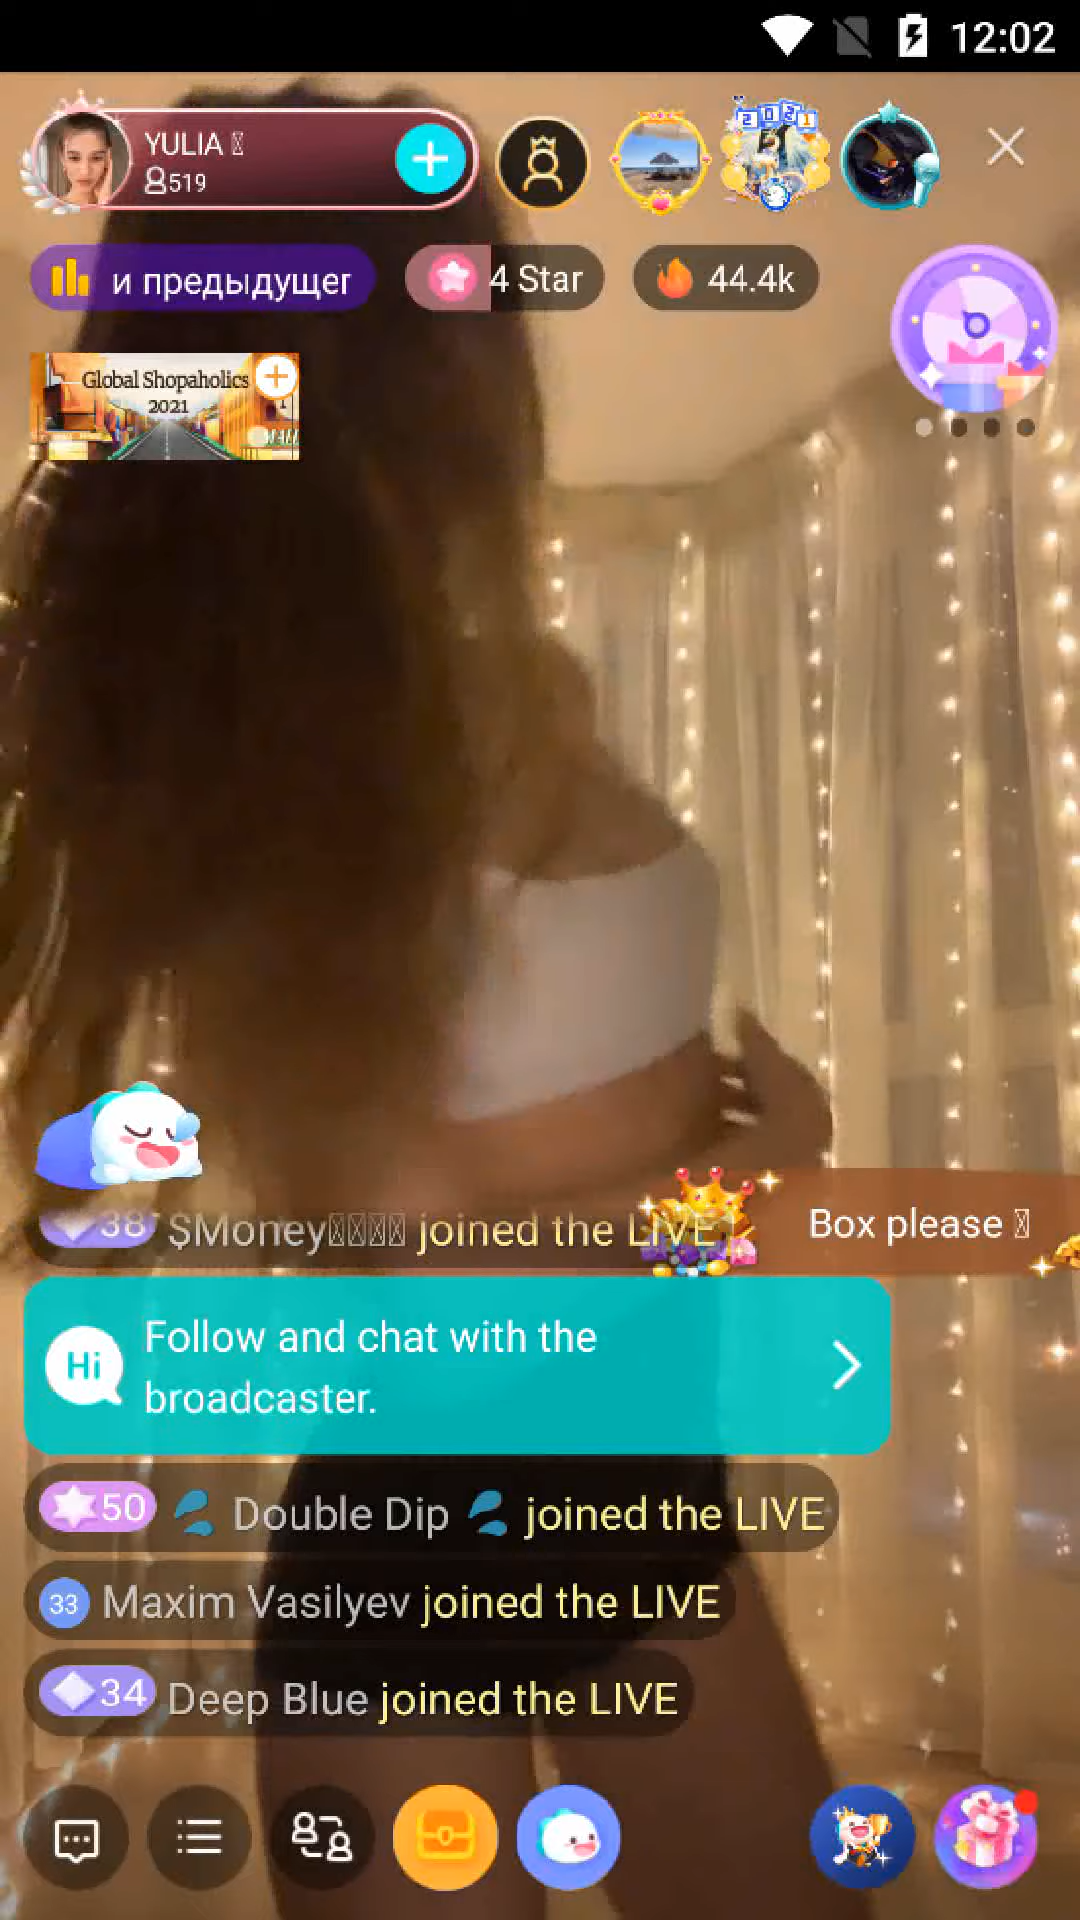 12:02
YULIA
519
и предыдущег
4 Star
44.4k
Global Shopaholics
2021
38 $Money joined the LIVE
Box please
Hi
Follow and chat with the
broadcaster.
50 Double Dip joined the LIVE
33 Maxim Vasilyev joined the LIVE
34 Deep Blue joined the LIVE